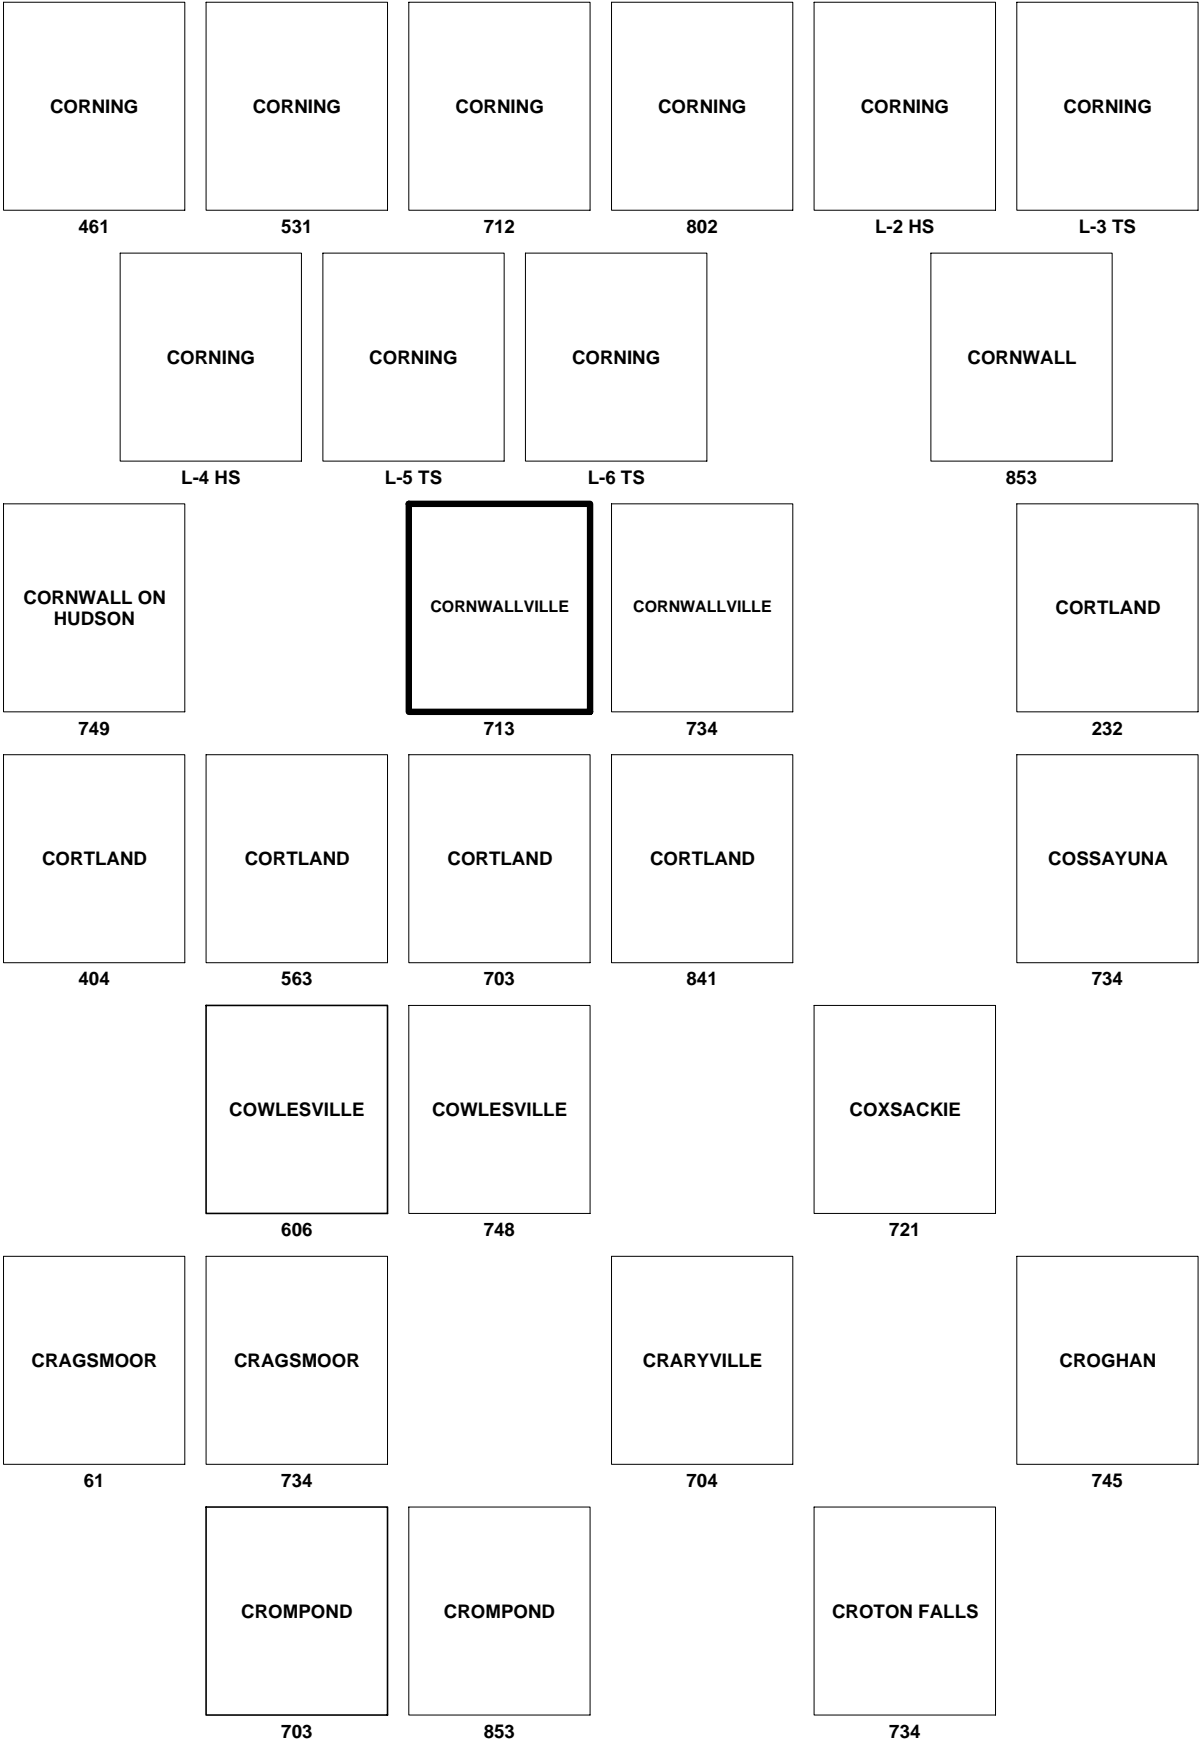 CORNING CORNING CORNING CORNING CORNING CORNING
461 531 712 802 L-2 HS L-3 TS
CORNING CORNING CORNING CORNWALL
L-4 HS L-5 TS L-6 TS 853
CORNWALL ON
HUDSON
CORNWALLVILLE CORNWALLVILLE CORTLAND
749 713 734 232
CORTLAND CORTLAND CORTLAND CORTLAND COSSAYUNA
404 563 703 841 734
COWLESVILLE COWLESVILLE COXSACKIE
606 748 721
CRAGSMOOR CRAGSMOOR CRARYVILLE CROGHAN
61 734 704 745
CROMPOND CROMPOND CROTON FALLS
703 853 734